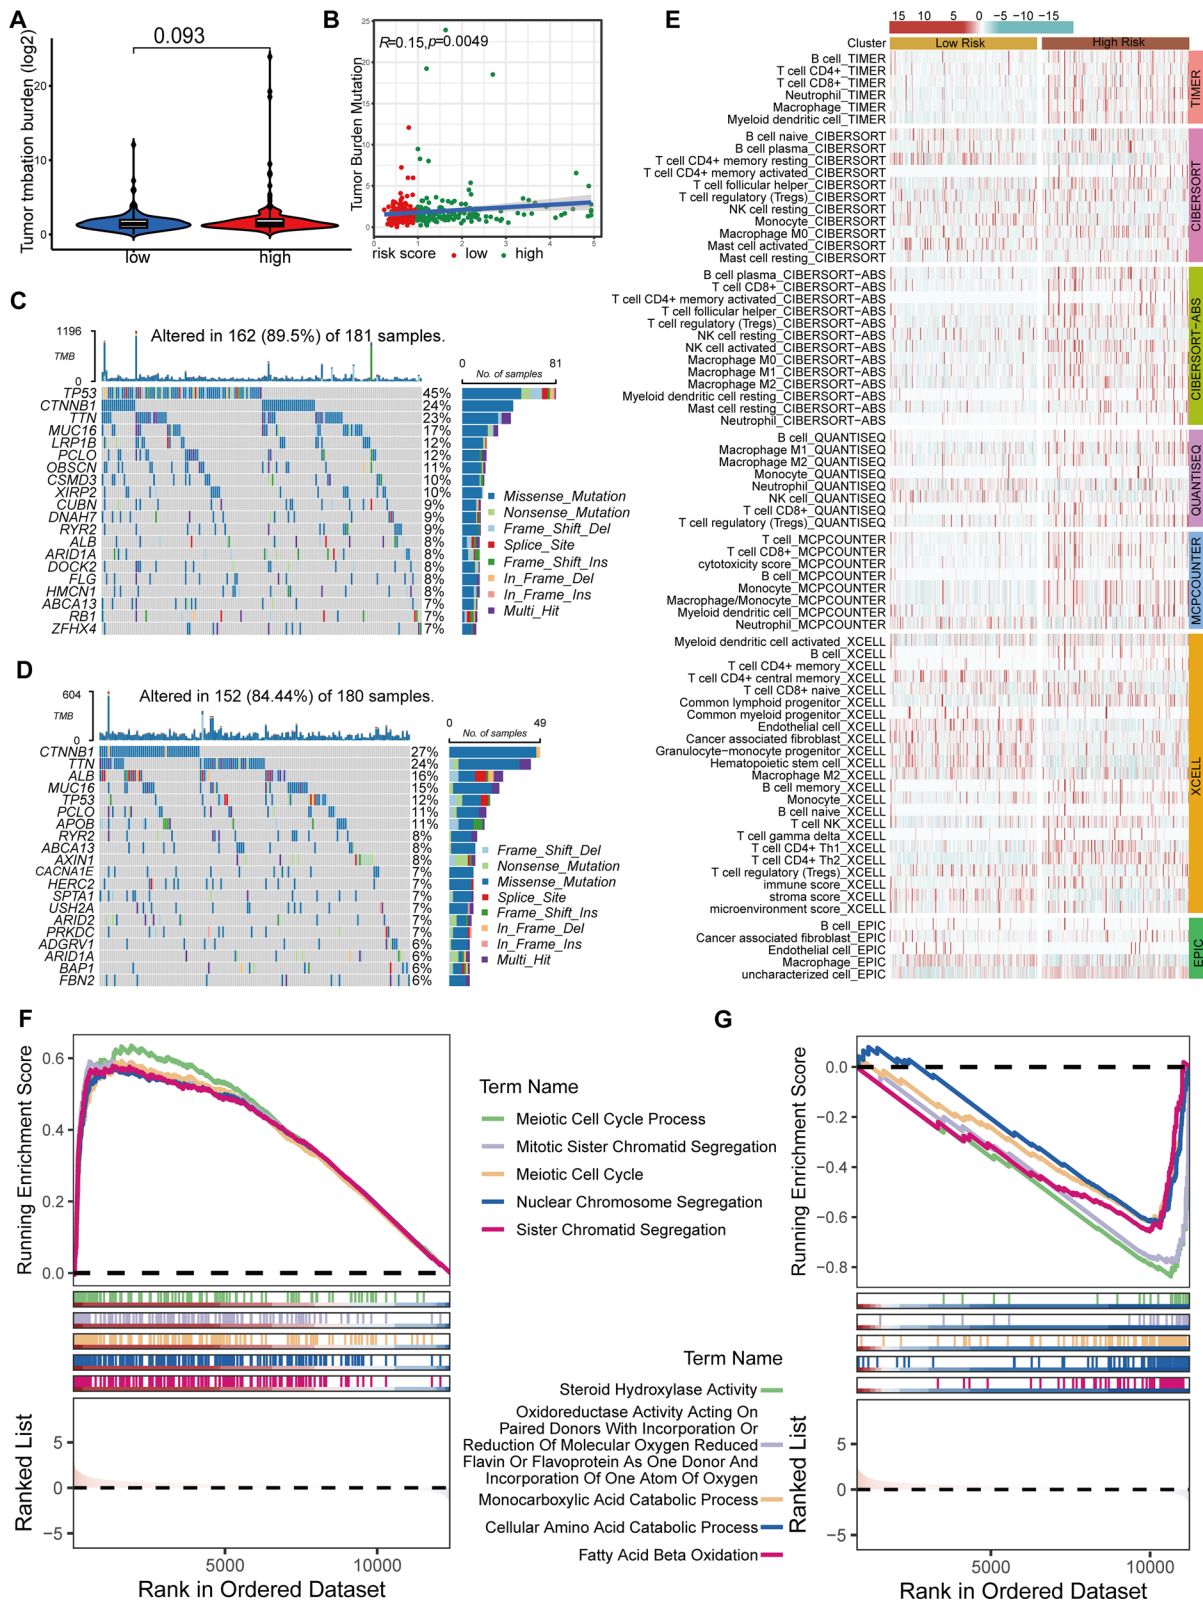 A
0.093
Tumor tmbation burden (log2)
20
10
0
low
high
B
R=0.15,p=0.0049
Tumor Burden Mutation
25
20
15
10
5
0
0
1
2
3
4
5
risk score
low
high
C
Altered in 162 (89.5%) of 181 samples.
1196
TMB
0
0
81
No. of samples
TP53 45%
CTNNB1 24%
TTN 23%
MUC16 17%
LRP1B 12%
PCLO 12%
OBSCN 11%
CSMD3 10%
XIRP2 10%
CUBN 9%
DNAH7 9%
RYR2 9%
ALB 8%
ARID1A 8%
DOCK2 8%
FLG 8%
HMCN1 8%
ABCA13 7%
RB1 7%
ZFHX4 7%
Missense_Mutation
Nonsense_Mutation
Frame_Shift_Del
Splice_Site
Frame_Shift_Ins
In_Frame_Del
In_Frame_Ins
Multi_Hit
D
Altered in 152 (84.44%) of 180 samples.
604
TMB
0
0
49
No. of samples
CTNNB1 27%
TTN 24%
ALB 16%
MUC16 15%
TP53 12%
PCLO 11%
APOB 11%
RYR2 8%
ABCA13 8%
AXIN1 8%
CACNA1E 7%
HERC2 7%
SPTA1 7%
USH2A 7%
ARID2 7%
PRKDC 7%
ADGRV1 6%
ARID1A 6%
BAP1 6%
FBN2 6%
Frame_Shift_Del
Nonsense_Mutation
Missense_Mutation
Splice_Site
Frame_Shift_Ins
In_Frame_Del
In_Frame_Ins
Multi_Hit
E
15 10 5 0 −5 −10 −15
Cluster
Low Risk
High Risk
B cell_TIMER
T cell CD4+_TIMER
T cell CD8+_TIMER
Neutrophil_TIMER
Macrophage_TIMER
Myeloid dendritic cell_TIMER
TIMER
B cell naive_CIBERSORT
B cell plasma_CIBERSORT
T cell CD4+ memory resting_CIBERSORT
T cell CD4+ memory activated_CIBERSORT
T cell follicular helper_CIBERSORT
T cell regulatory (Tregs)_CIBERSORT
NK cell resting_CIBERSORT
Monocyte_CIBERSORT
Macrophage M0_CIBERSORT
Mast cell activated_CIBERSORT
Mast cell resting_CIBERSORT
CIBERSORT
B cell plasma_CIBERSORT−ABS
T cell CD8+_CIBERSORT−ABS
T cell CD4+ memory activated_CIBERSORT−ABS
T cell follicular helper_CIBERSORT−ABS
T cell regulatory (Tregs)_CIBERSORT−ABS
NK cell resting_CIBERSORT−ABS
NK cell activated_CIBERSORT−ABS
Macrophage M0_CIBERSORT−ABS
Macrophage M1_CIBERSORT−ABS
Macrophage M2_CIBERSORT−ABS
Myeloid dendritic cell resting_CIBERSORT−ABS
Mast cell resting_CIBERSORT−ABS
Neutrophil_CIBERSORT−ABS
CIBERSORT−ABS
B cell_QUANTISEQ
Macrophage M1_QUANTISEQ
Macrophage M2_QUANTISEQ
Monocyte_QUANTISEQ
Neutrophil_QUANTISEQ
NK cell_QUANTISEQ
T cell CD8+_QUANTISEQ
T cell regulatory (Tregs)_QUANTISEQ
QUANTISEQ
T cell_MCPCOUNTER
T cell CD8+_MCPCOUNTER
cytotoxicity score_MCPCOUNTER
B cell_MCPCOUNTER
Monocyte_MCPCOUNTER
Macrophage/Monocyte_MCPCOUNTER
Myeloid dendritic cell_MCPCOUNTER
Neutrophil_MCPCOUNTER
MCPCOUNTER
Myeloid dendritic cell activated_XCELL
B cell_XCELL
T cell CD4+ memory_XCELL
T cell CD4+ central memory_XCELL
T cell CD8+ naive_XCELL
Common lymphoid progenitor_XCELL
Common myeloid progenitor_XCELL
Endothelial cell_XCELL
Cancer associated fibroblast_XCELL
Granulocyte−monocyte progenitor_XCELL
Hematopoietic stem cell_XCELL
Macrophage M2_XCELL
B cell memory_XCELL
Monocyte_XCELL
B cell naive_XCELL
T cell NK_XCELL
T cell gamma delta_XCELL
T cell CD4+ Th1_XCELL
T cell CD4+ Th2_XCELL
T cell regulatory (Tregs)_XCELL
immune score_XCELL
stroma score_XCELL
microenvironment score_XCELL
XCELL
B cell_EPIC
Cancer associated fibroblast_EPIC
Endothelial cell_EPIC
Macrophage_EPIC
uncharacterized cell_EPIC
EPIC
F
Running Enrichment Score
0.6
0.4
0.2
0.0
Term Name
Meiotic Cell Cycle Process
Mitotic Sister Chromatid Segregation
Meiotic Cell Cycle
Nuclear Chromosome Segregation
Sister Chromatid Segregation
Ranked List
5
0
−5
5000
10000
Rank in Ordered Dataset
G
Running Enrichment Score
0.0
−0.2
−0.4
−0.6
−0.8
Term Name
Steroid Hydroxylase Activity
Oxidoreductase Activity Acting On
Paired Donors With Incorporation Or
Reduction Of Molecular Oxygen Reduced
Flavin Or Flavoprotein As One Donor And
Incorporation Of One Atom Of Oxygen
Monocarboxylic Acid Catabolic Process
Cellular Amino Acid Catabolic Process
Fatty Acid Beta Oxidation
Ranked List
5
0
−5
5000
10000
Rank in Ordered Dataset